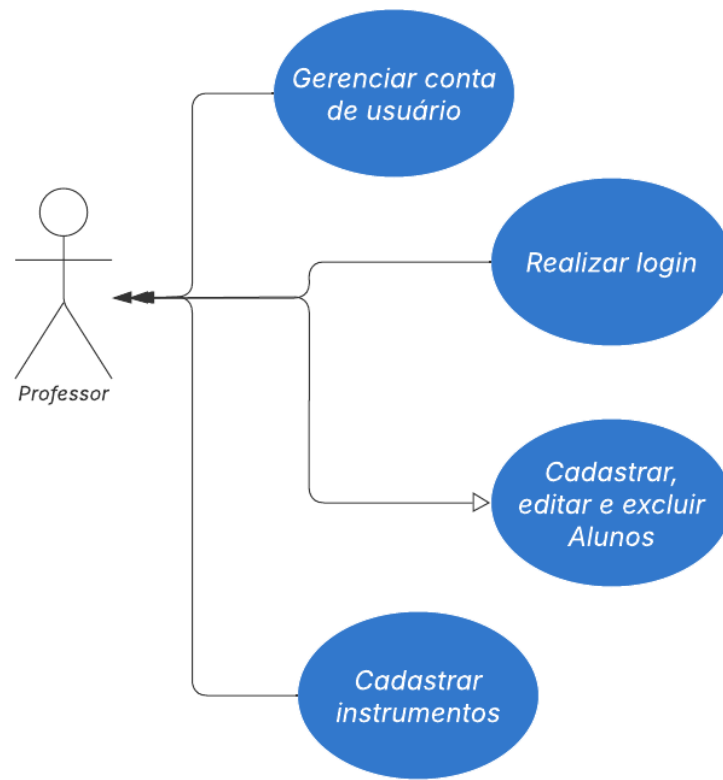 Gerenciar conta
de usuário
Realizar login
Professor
Cadastrar,
editar e excluir
Alunos
Cadastrar
instrumentos